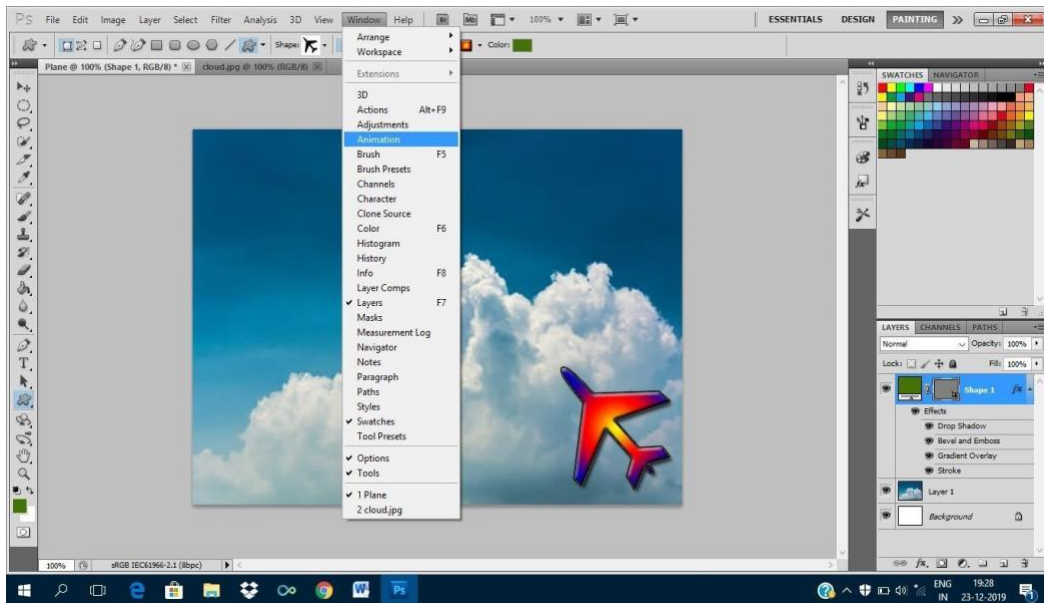 PS File Edit Image Layer Select Filter Analysis 3D View Window Help Br Mb 100% ESSENTIALS DESIGN PAINTING
Shape: Color:
Plane @ 100% (Shape 1, RGB/8) * cloud.jpg @ 100% (RGB/8)
Arrange
Workspace
Extensions
3D
Actions Alt+F9
Adjustments
Animation
Brush F5
Brush Presets
Channels
Character
Clone Source
Color F6
Histogram
History
Info F8
Layer Comps
Layers F7
Masks
Measurement Log
Navigator
Notes
Paragraph
Paths
Styles
Swatches
Tool Presets
Options
Tools
1 Plane
2 cloud.jpg
SWATCHES NAVIGATOR
LAYERS CHANNELS PATHS
Normal Opacity: 100%
Lock: Fill: 100%
Shape 1 fx
Effects
Drop Shadow
Bevel and Emboss
Gradient Overlay
Stroke
Layer 1
Background
100% sRGB IEC61966-2.1 (8bpc)
ENG 19:28
IN 23-12-2019